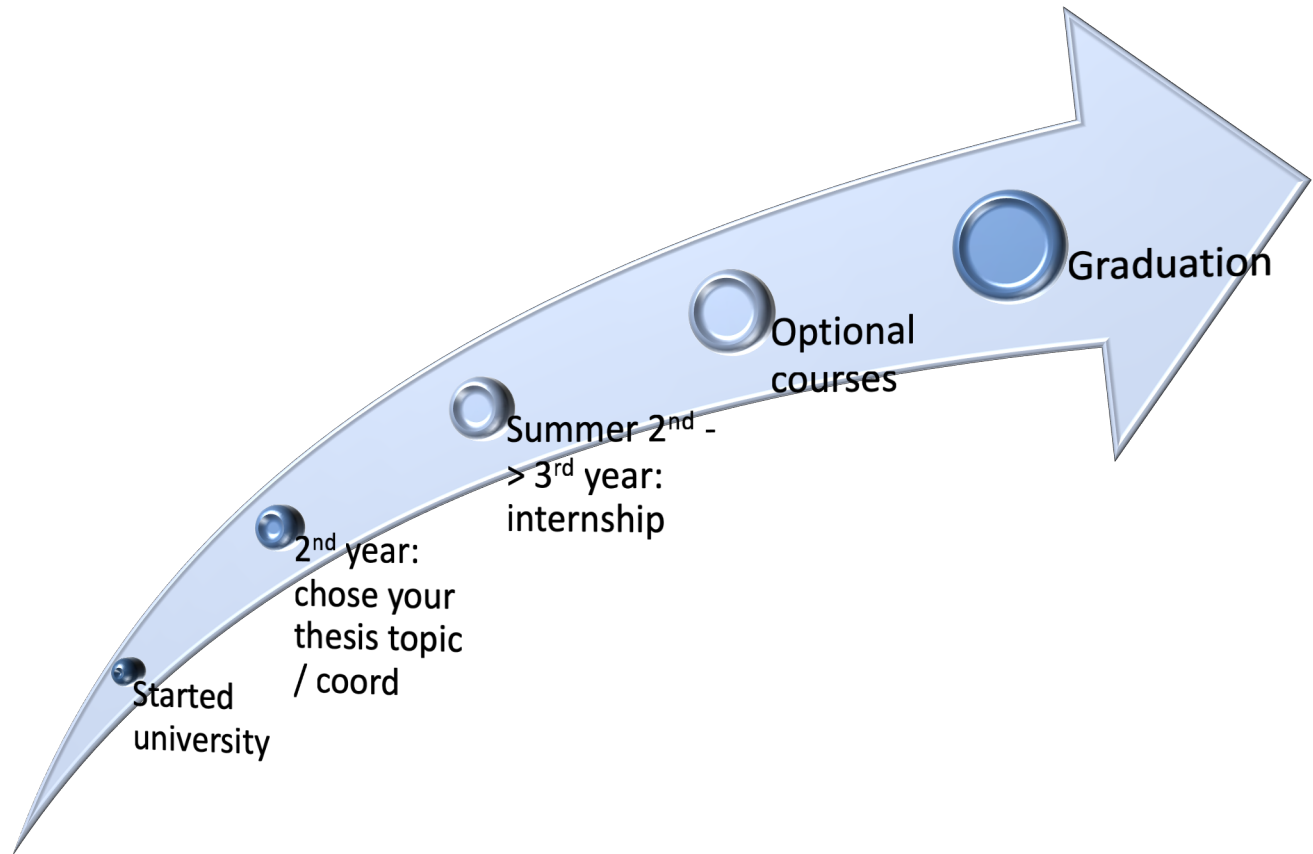 Started
university
2nd year:
chose your
thesis topic
/ coord
Summer 2nd -
> 3rd year:
internship
Optional
courses
Graduation